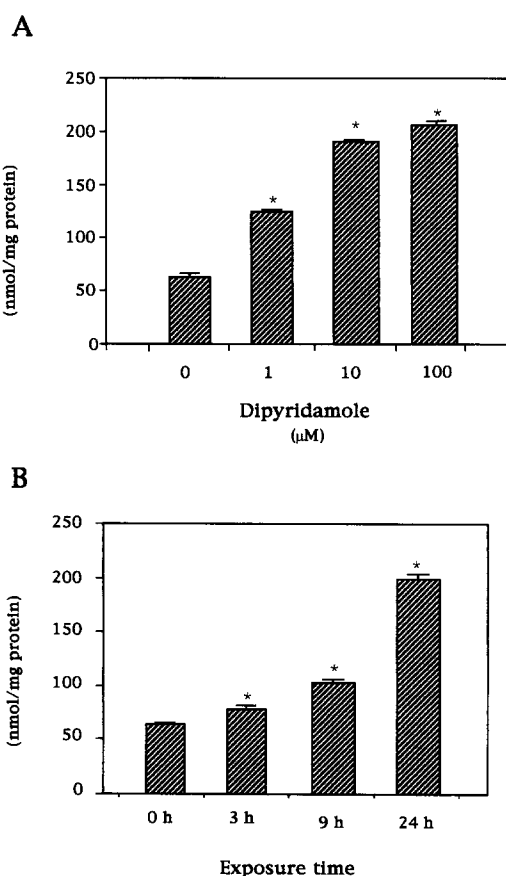 A
250
200
150
100
50
0
(nmol/mg protein)
* * *
0 1 10 100
Dipyridamole
(μM)
B
250
200
150
100
50
0
(nmol/mg protein)
* * *
0 h 3 h 9 h 24 h
Exposure time